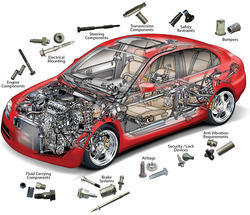 Transmission
Components
Safety
Restraints
Steering
Components
Bumpers
Electrical
Mounting
Engine
Components
Anti Vibration
Requirements
Security / Lock
Devices
Airbags
Brake
Systems
Fluid Carrying
Components